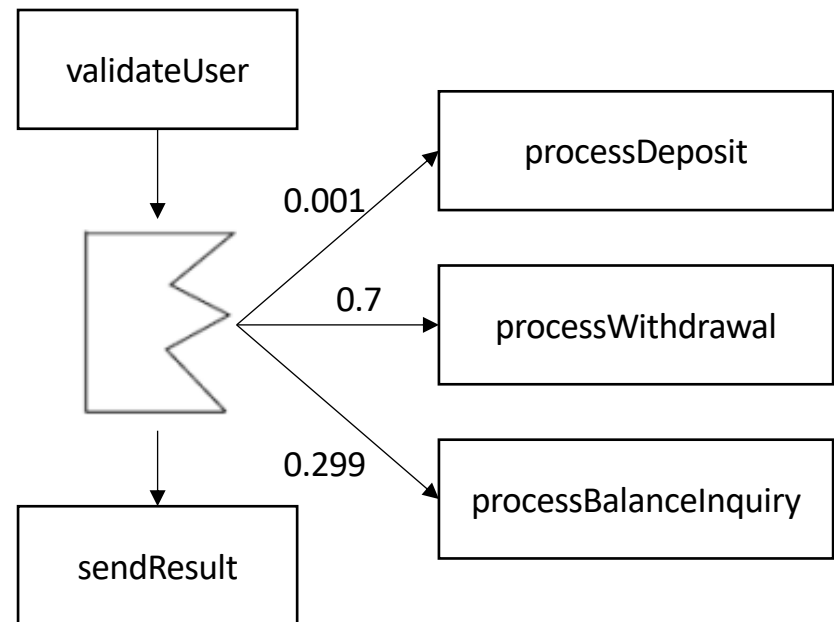 validateUser
processDeposit
0.001
0.7
processWithdrawal
0.299
processBalanceInquiry
sendResult